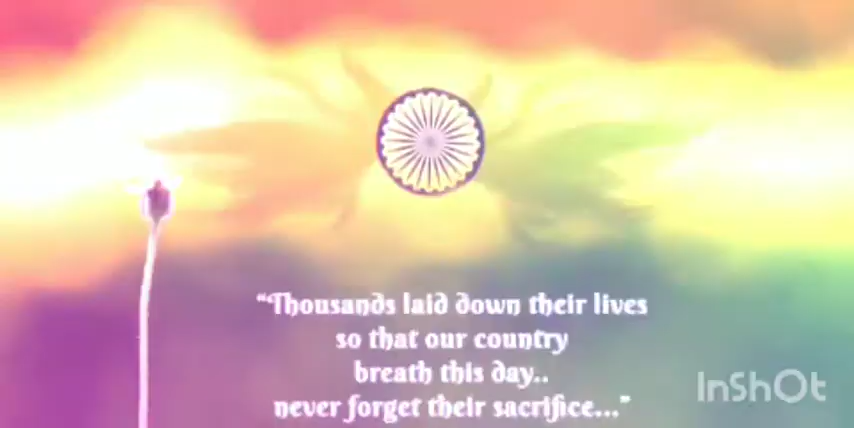 “Thousands laid down their lives
so that our country
breath this day..
never forget their sacrifice...”
InShOt